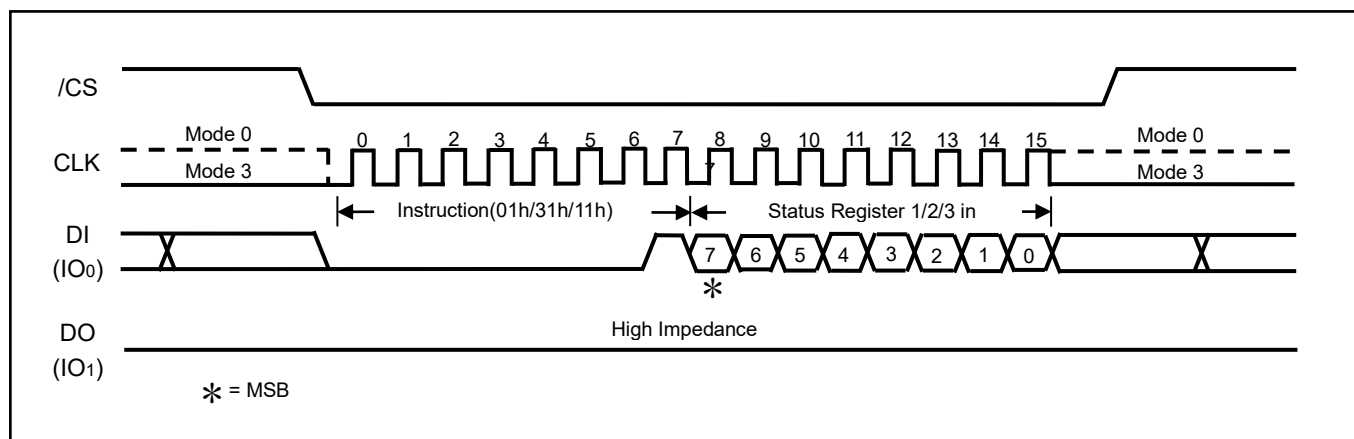 /CS
Mode 0 0 1 2 3 4 5 6 7 8 9 10 11 12 13 14 15 Mode 0
CLK 7
Mode 3 Mode 3
Instruction(01h/31h/11h) Status Register 1/2/3 in
DI
(IO0) 7 6 5 4 3 2 1 0
*
DO High Impedance
(IO1)
* = MSB